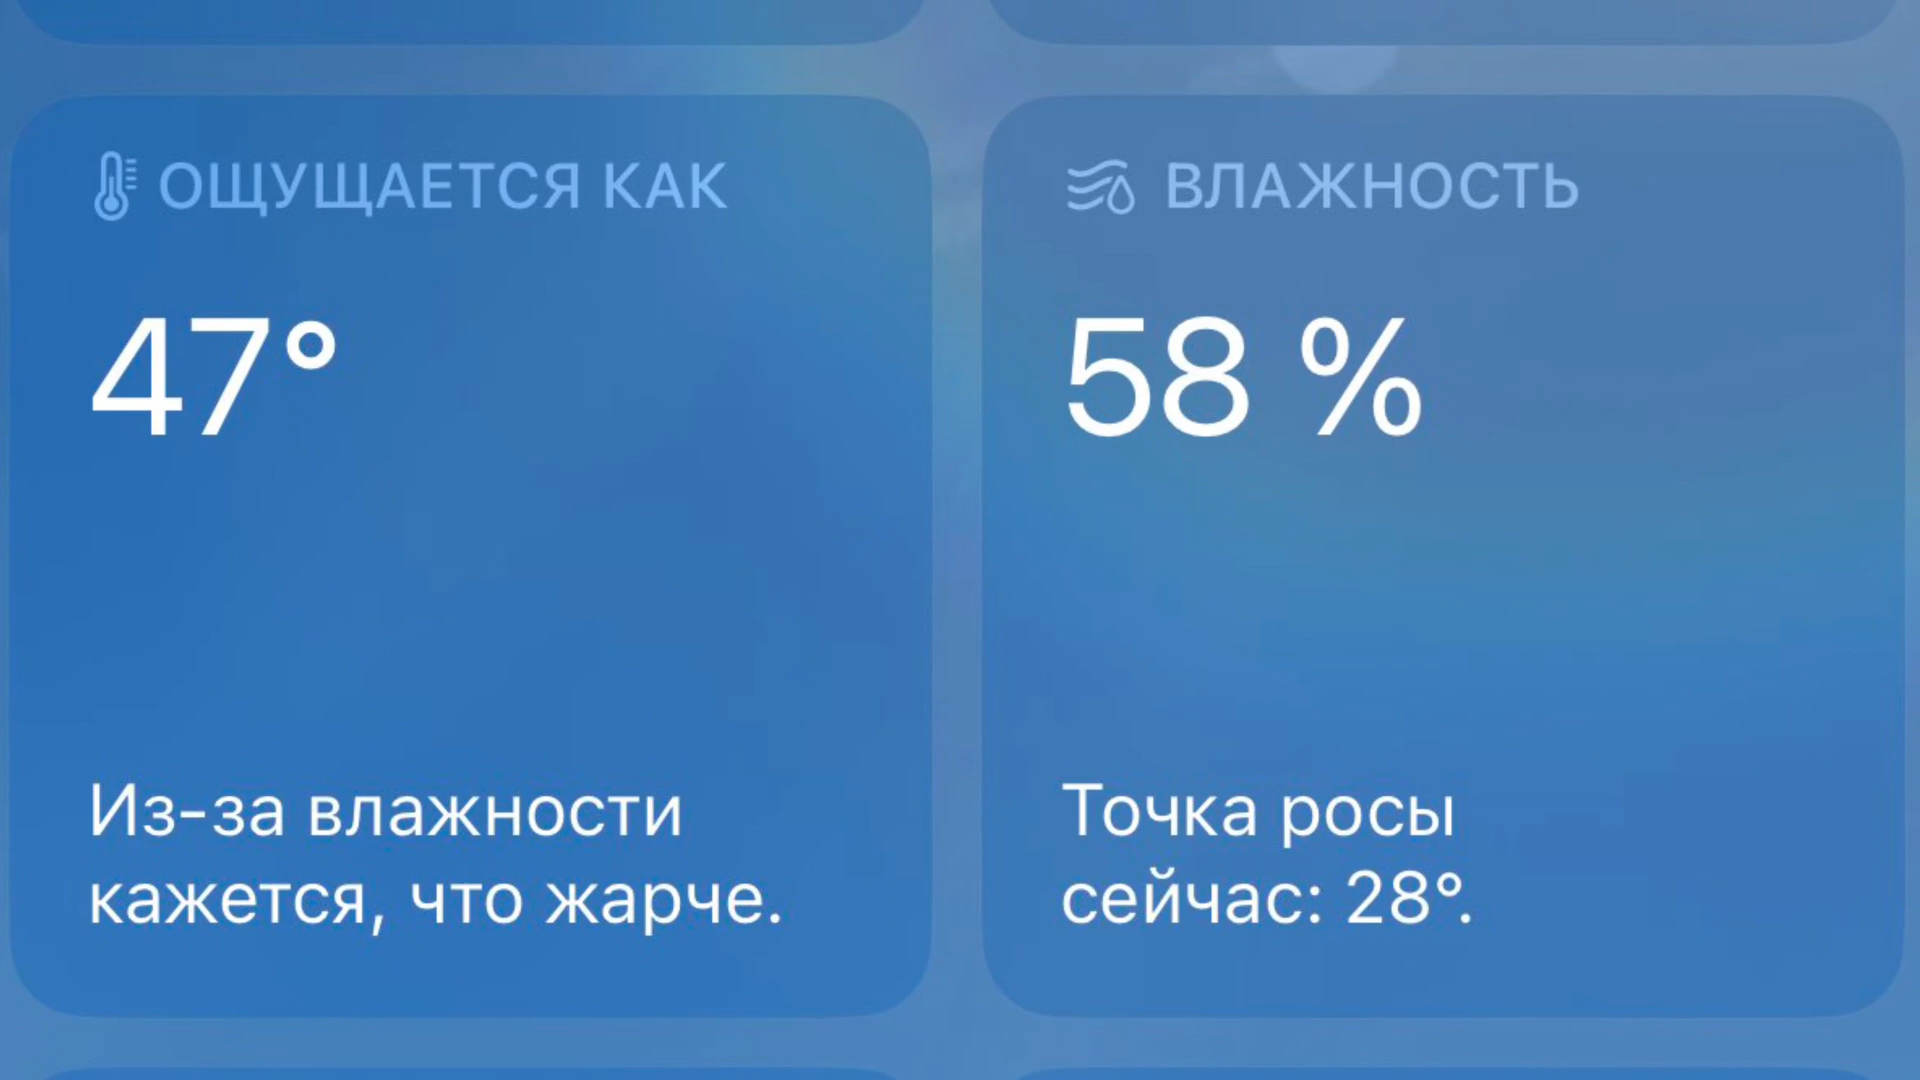 ОЩУЩАЕТСЯ КАК
47°
Из-за влажности
кажется, что жарче.
ВЛАЖНОСТЬ
58 %
Точка росы
сейчас: 28°.